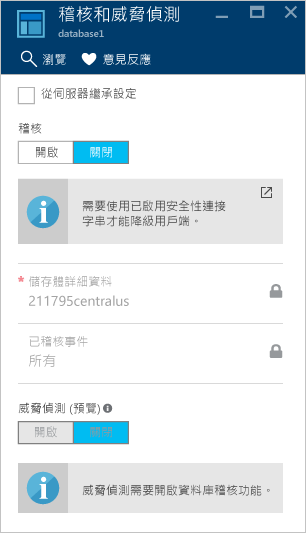 稽核和威脅偵測
database1
瀏覽 意見反應
從伺服器繼承設定
稽核
開啟 關閉
需要使用已啟用安全性連接
字串才能降級用戶端。
* 儲存體詳細資料
211795centralus
已稽核事件
所有
威脅偵測 (預覽)
開啟 關閉
威脅偵測需要開啟資料庫稽核功能。